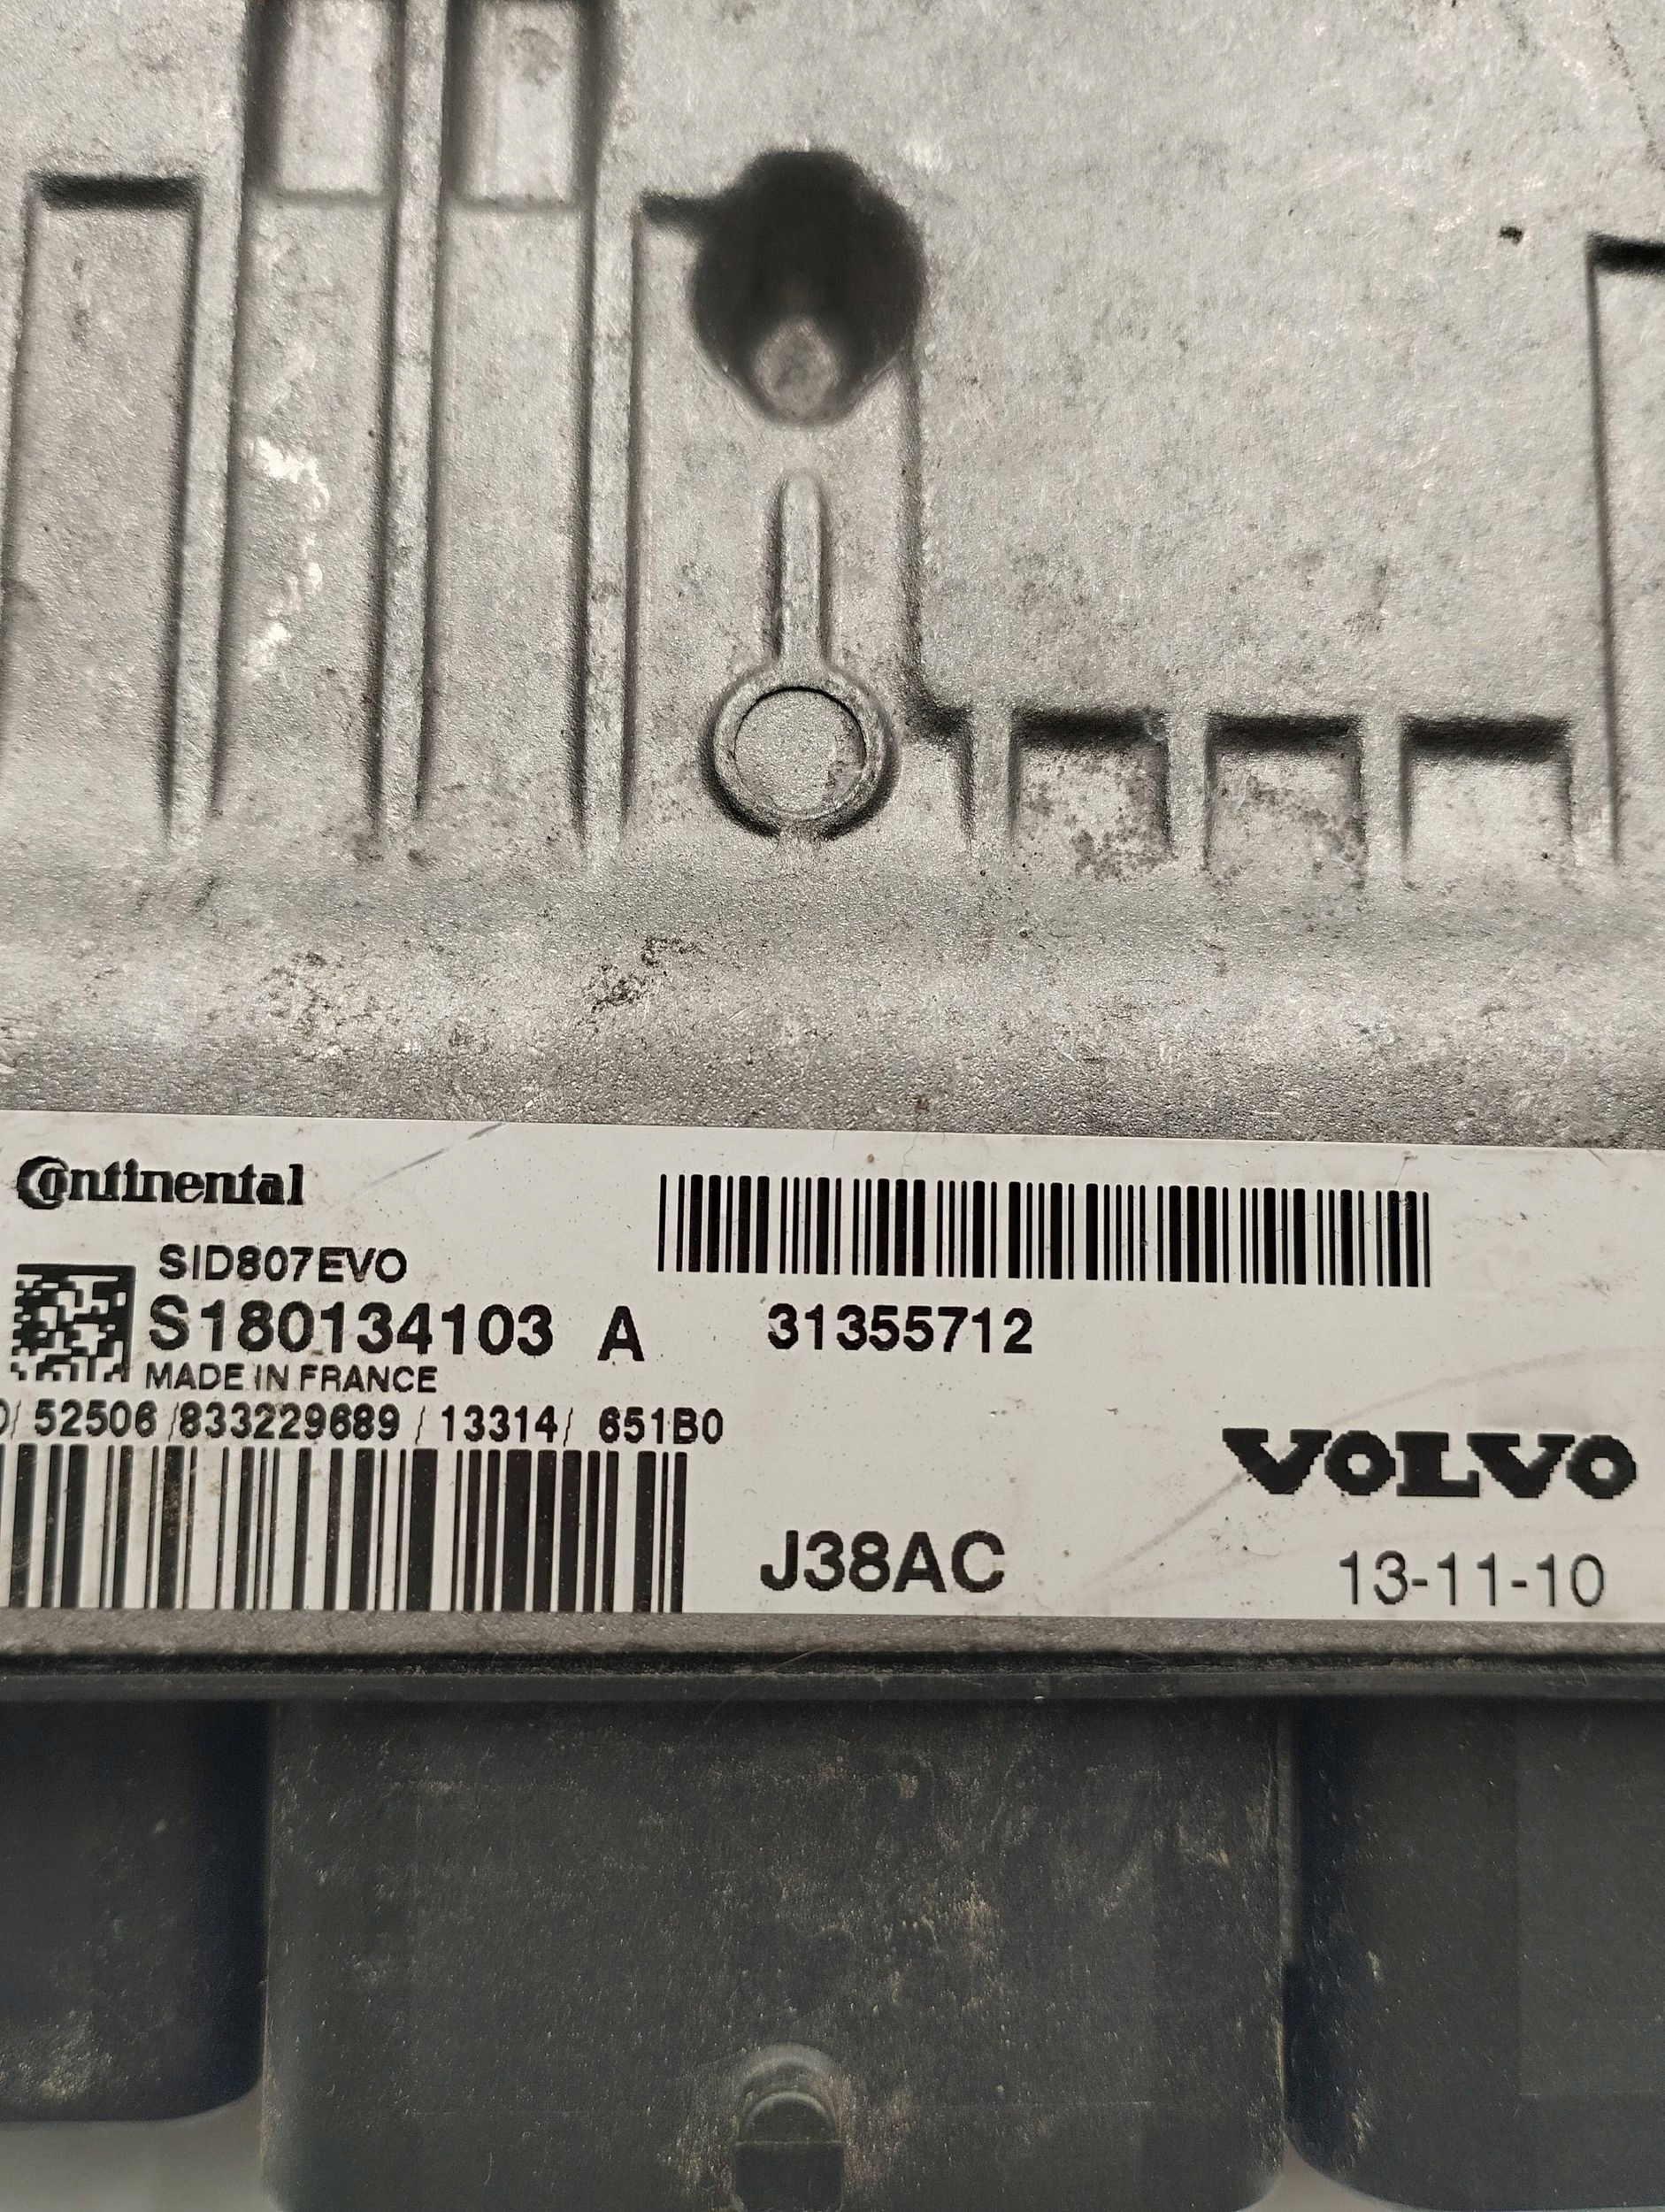 Continental
SID807EVO
S180134103 A
31355712
MADE IN FRANCE
/ 52506 /833229689 / 13314/ 651B0
VOLVO
J38AC
13-11-10